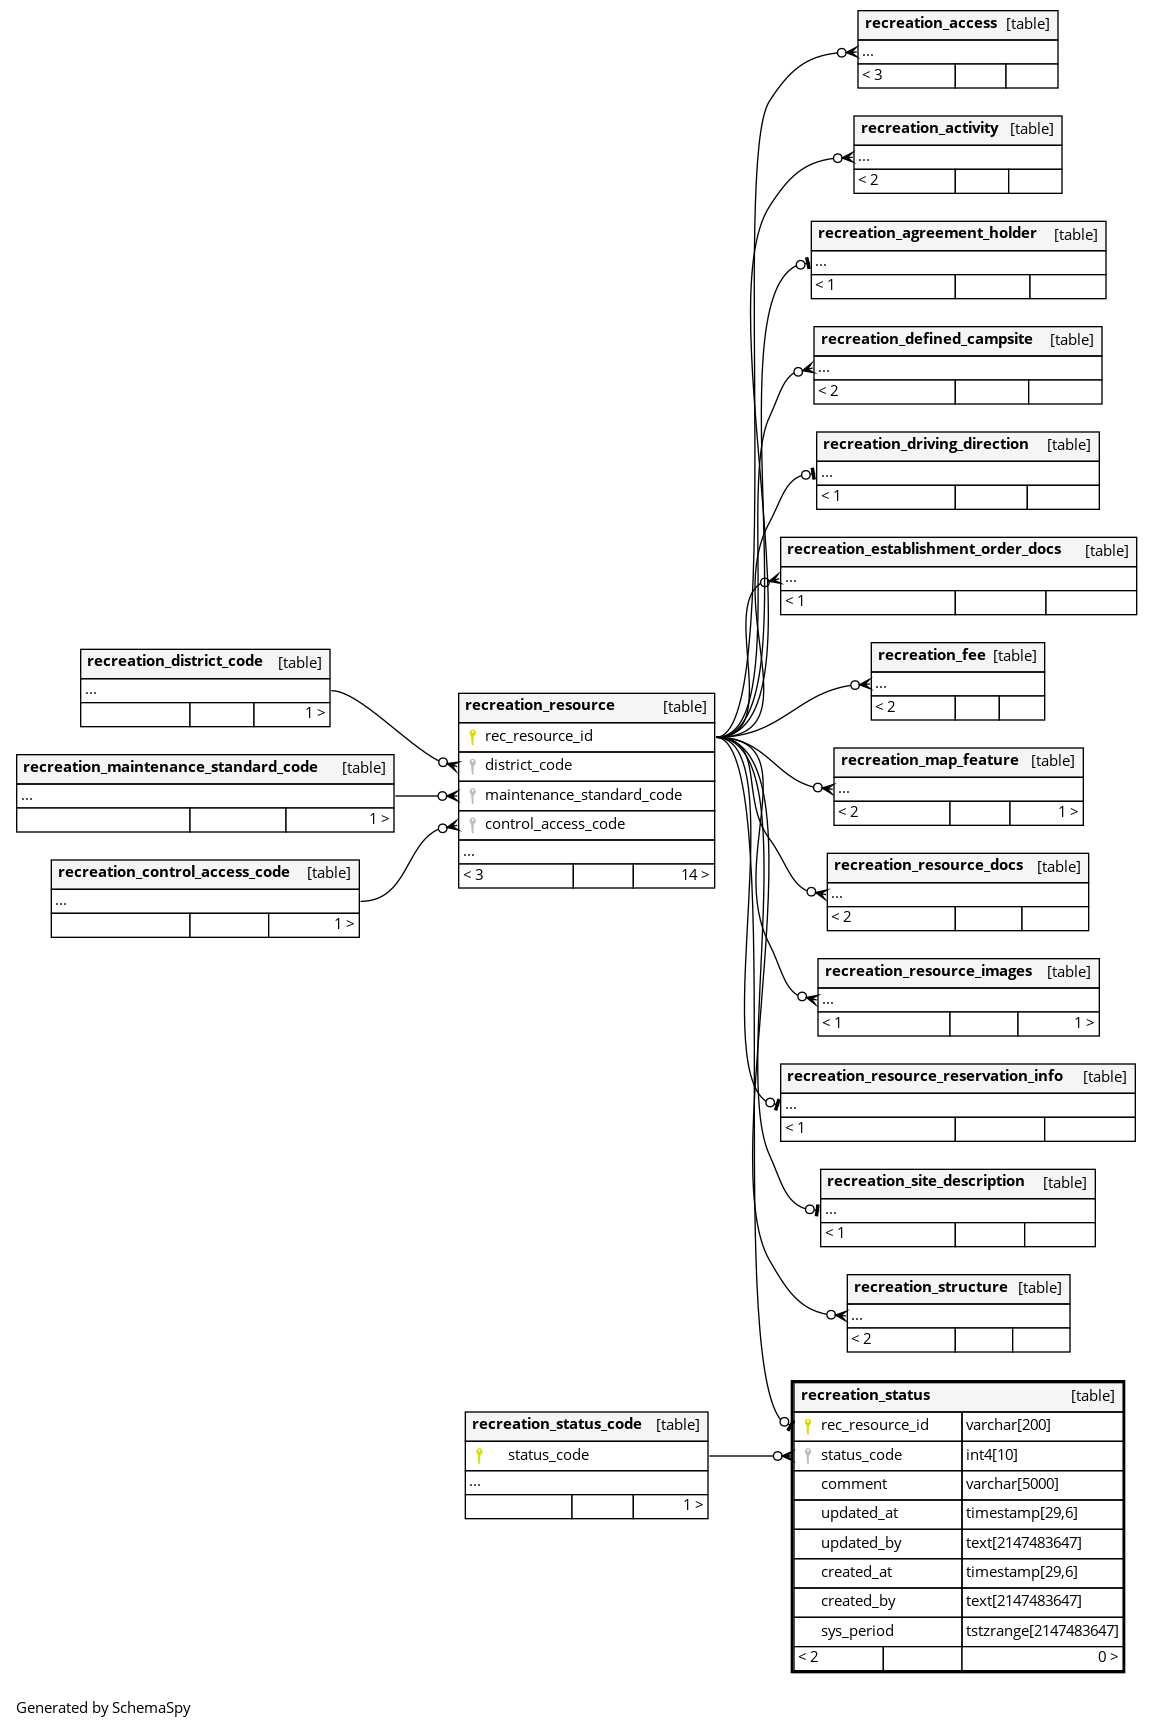 recreation_access [table]
...
< 3
recreation_activity [table]
...
< 2
recreation_agreement_holder [table]
...
< 1
recreation_defined_campsite [table]
...
< 2
recreation_driving_direction [table]
...
< 1
recreation_establishment_order_docs [table]
...
< 1
recreation_fee [table]
...
< 2
recreation_map_feature [table]
...
< 2 1 >
recreation_resource_docs [table]
...
< 2
recreation_resource_images [table]
...
< 1 1 >
recreation_resource_reservation_info [table]
...
< 1
recreation_site_description [table]
...
< 1
recreation_structure [table]
...
< 2
recreation_district_code [table]
...
1 >
recreation_maintenance_standard_code [table]
...
1 >
recreation_control_access_code [table]
...
1 >
recreation_resource [table]
rec_resource_id
district_code
maintenance_standard_code
control_access_code
...
< 3 14 >
recreation_status_code [table]
status_code
...
1 >
recreation_status [table]
rec_resource_id varchar[200]
status_code int4[10]
comment varchar[5000]
updated_at timestamp[29,6]
updated_by text[2147483647]
created_at timestamp[29,6]
created_by text[2147483647]
sys_period tstzrange[2147483647]
< 2 0 >
Generated by SchemaSpy